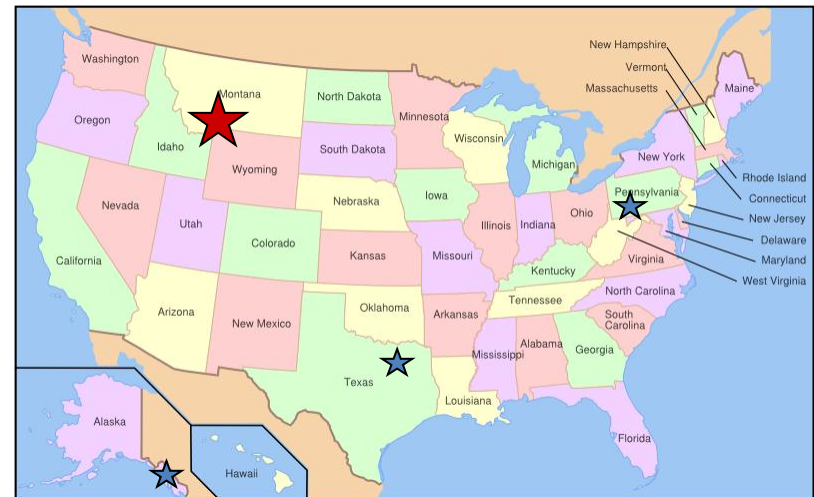 New Hampshire
Vermont
Massachusetts
Washington
Montana
North Dakota
Minnesota
Maine
Oregon
Idaho
South Dakota
Wisconsin
Michigan
New York
Wyoming
Rhode Island
Nevada
Utah
Nebraska
Iowa
Illinois
Indiana
Ohio
Pennsylvania
Connecticut
New Jersey
California
Colorado
Kansas
Missouri
Kentucky
Virginia
Delaware
Maryland
West Virginia
Arizona
New Mexico
Oklahoma
Arkansas
Tennessee
North Carolina
South
Carolina
Texas
Mississippi
Alabama
Georgia
Louisiana
Alaska
Hawaii
Florida